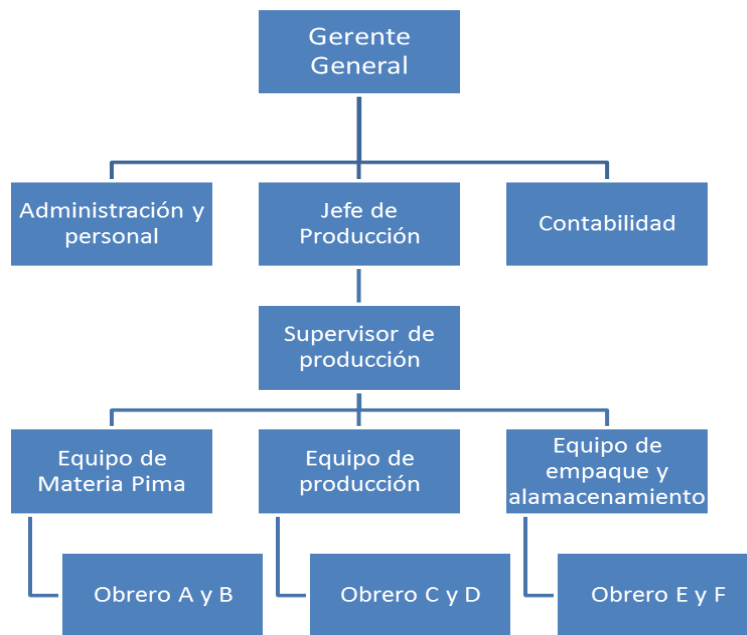 Gerente
General
Administración y
personal
Jefe de
Producción
Contabilidad
Supervisor de
producción
Equipo de
Materia Pima
Equipo de
producción
Equipo de
empaque y
alamacenamiento
Obrero A y B
Obrero C y D
Obrero E y F